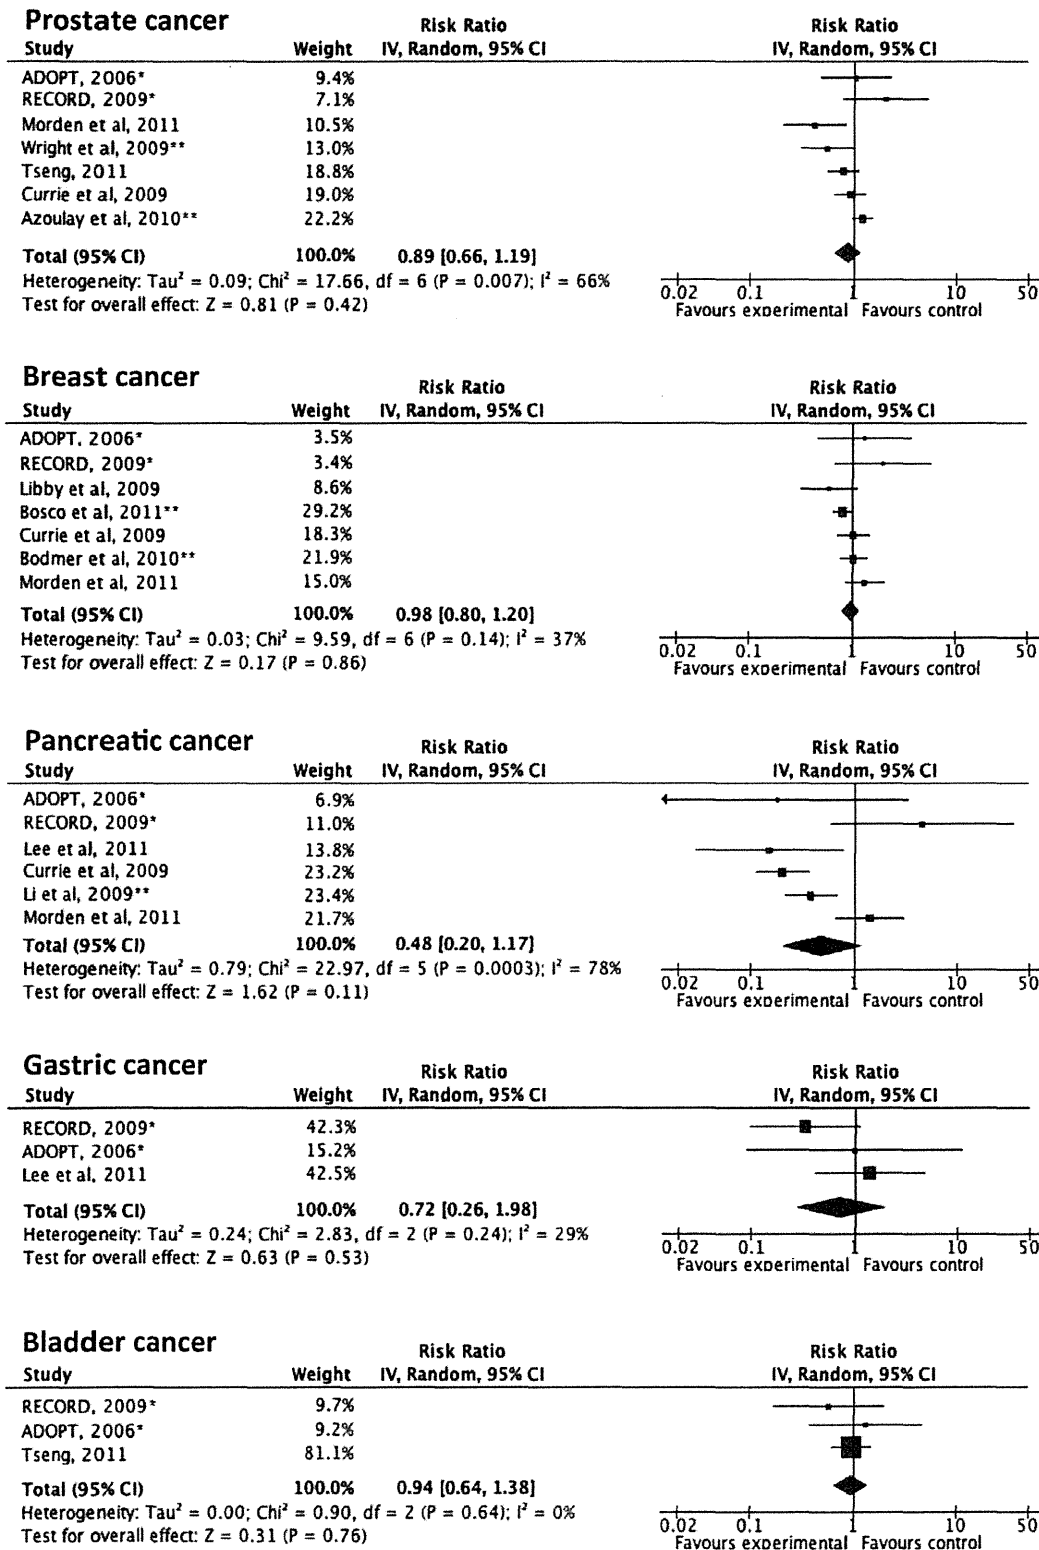 Prostate cancer
Risk Ratio Risk Ratio
Study Weight IV, Random, 95% CI IV, Random, 95% CI
ADOPT, 2006* 9.4%
RECORD, 2009* 7.1%
Morden et al, 2011 10.5%
Wright et al, 2009** 13.0%
Tseng, 2011 18.8%
Currie et al, 2009 19.0%
Azoulay et al, 2010** 22.2%
Total (95% CI) 100.0% 0.89 [0.66, 1.19]
Heterogeneity: Tau² = 0.09; Chi² = 17.66, df = 6 (P = 0.007); I² = 66%
Test for overall effect: Z = 0.81 (P = 0.42)
0.02 0.1 1 10 50
Favours experimental Favours control
Breast cancer
Risk Ratio Risk Ratio
Study Weight IV, Random, 95% CI IV, Random, 95% CI
ADOPT, 2006* 3.5%
RECORD, 2009* 3.4%
Libby et al, 2009 8.6%
Bosco et al, 2011** 29.2%
Currie et al, 2009 18.3%
Bodmer et al, 2010** 21.9%
Morden et al, 2011 15.0%
Total (95% CI) 100.0% 0.98 [0.80, 1.20]
Heterogeneity: Tau² = 0.03; Chi² = 9.59, df = 6 (P = 0.14); I² = 37%
Test for overall effect: Z = 0.17 (P = 0.86)
0.02 0.1 1 10 50
Favours experimental Favours control
Pancreatic cancer
Risk Ratio Risk Ratio
Study Weight IV, Random, 95% CI IV, Random, 95% CI
ADOPT, 2006* 6.9%
RECORD, 2009* 11.0%
Lee et al, 2011 13.8%
Currie et al, 2009 23.2%
Li et al, 2009** 23.4%
Morden et al, 2011 21.7%
Total (95% CI) 100.0% 0.48 [0.20, 1.17]
Heterogeneity: Tau² = 0.79; Chi² = 22.97, df = 5 (P = 0.0003); I² = 78%
Test for overall effect: Z = 1.62 (P = 0.11)
0.02 0.1 1 10 50
Favours experimental Favours control
Gastric cancer
Risk Ratio Risk Ratio
Study Weight IV, Random, 95% CI IV, Random, 95% CI
RECORD, 2009* 42.3%
ADOPT, 2006* 15.2%
Lee et al, 2011 42.5%
Total (95% CI) 100.0% 0.72 [0.26, 1.98]
Heterogeneity: Tau² = 0.24; Chi² = 2.83, df = 2 (P = 0.24); I² = 29%
Test for overall effect: Z = 0.63 (P = 0.53)
0.02 0.1 1 10 50
Favours experimental Favours control
Bladder cancer
Risk Ratio Risk Ratio
Study Weight IV, Random, 95% CI IV, Random, 95% CI
RECORD, 2009* 9.7%
ADOPT, 2006* 9.2%
Tseng, 2011 81.1%
Total (95% CI) 100.0% 0.94 [0.64, 1.38]
Heterogeneity: Tau² = 0.00; Chi² = 0.90, df = 2 (P = 0.64); I² = 0%
Test for overall effect: Z = 0.31 (P = 0.76)
0.02 0.1 1 10 50
Favours experimental Favours control